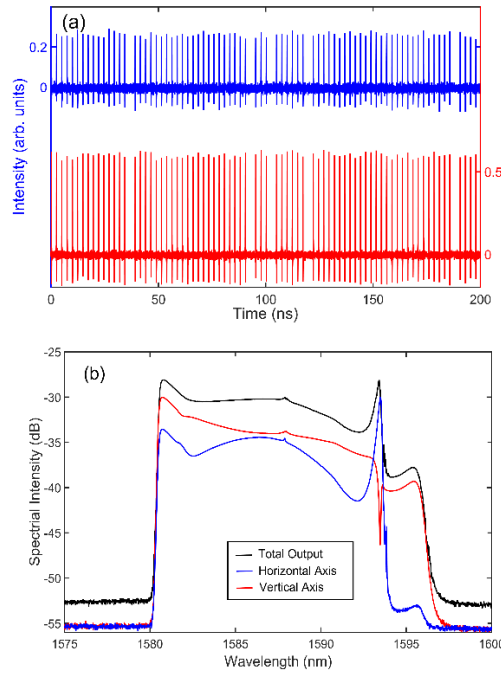 (a)
Intensity (arb. units)
0.2
0
0.5
0
0 50 100 150 200
Time (ns)
(b)
Spectrial Intensity (dB)
-25
-30
-35
-40
-45
-50
-55
Total Output
Horizontal Axis
Vertical Axis
1575 1580 1585 1590 1595 1600
Wavelength (nm)